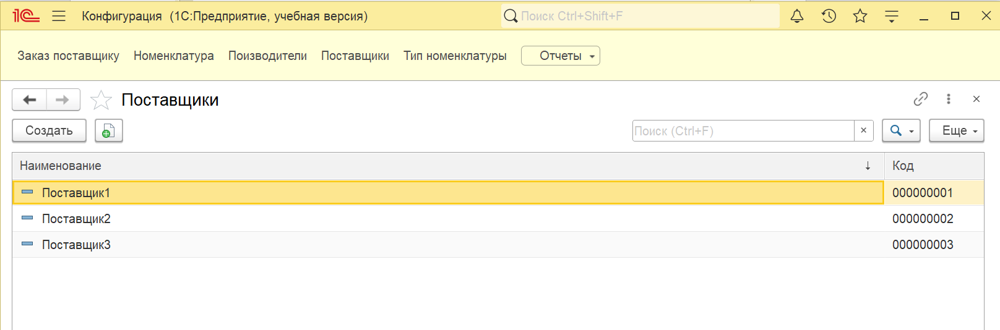 1С Конфигурация (1С:Предприятие, учебная версия) Поиск Ctrl+Shift+F
Заказ поставщику Номенклатура Поизводители Поставщики Тип номенклатуры Отчеты
Поставщики
Создать Поиск (Ctrl+F) × Еще
Наименование ↓ Код
Поставщик1 000000001
Поставщик2 000000002
Поставщик3 000000003